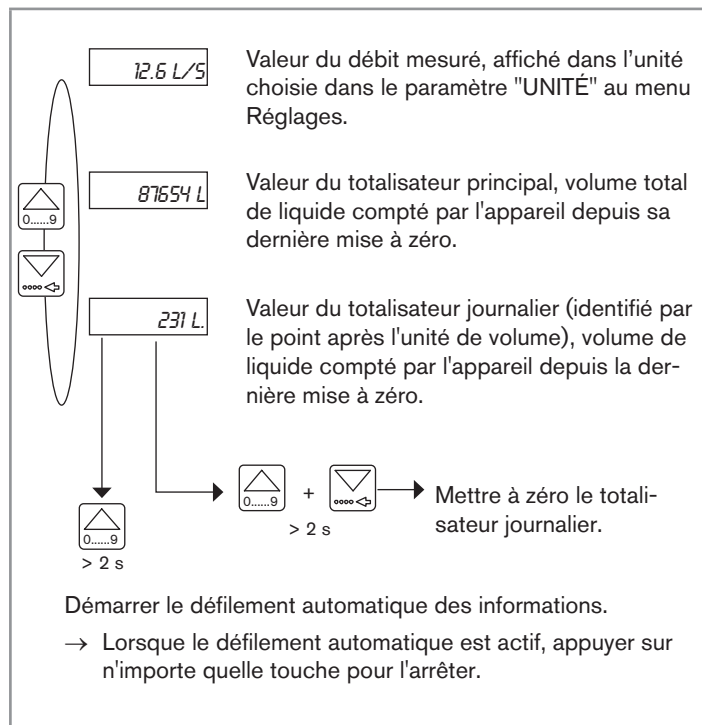 12.6 L/S
Valeur du débit mesuré, affiché dans l’unité
choisie dans le paramètre "UNITÉ" au menu
Réglages.
87654 L
Valeur du totalisateur principal, volume total
de liquide compté par l'appareil depuis sa
dernière mise à zéro.
0......9
231 L.
Valeur du totalisateur journalier (identifié par
le point après l'unité de volume), volume de
liquide compté par l'appareil depuis la der-
nière mise à zéro.
0......9
+
> 2 s
Mettre à zéro le totali-
sateur journalier.
0......9
> 2 s
Démarrer le défilement automatique des informations.
→ Lorsque le défilement automatique est actif, appuyer sur
n'importe quelle touche pour l'arrêter.